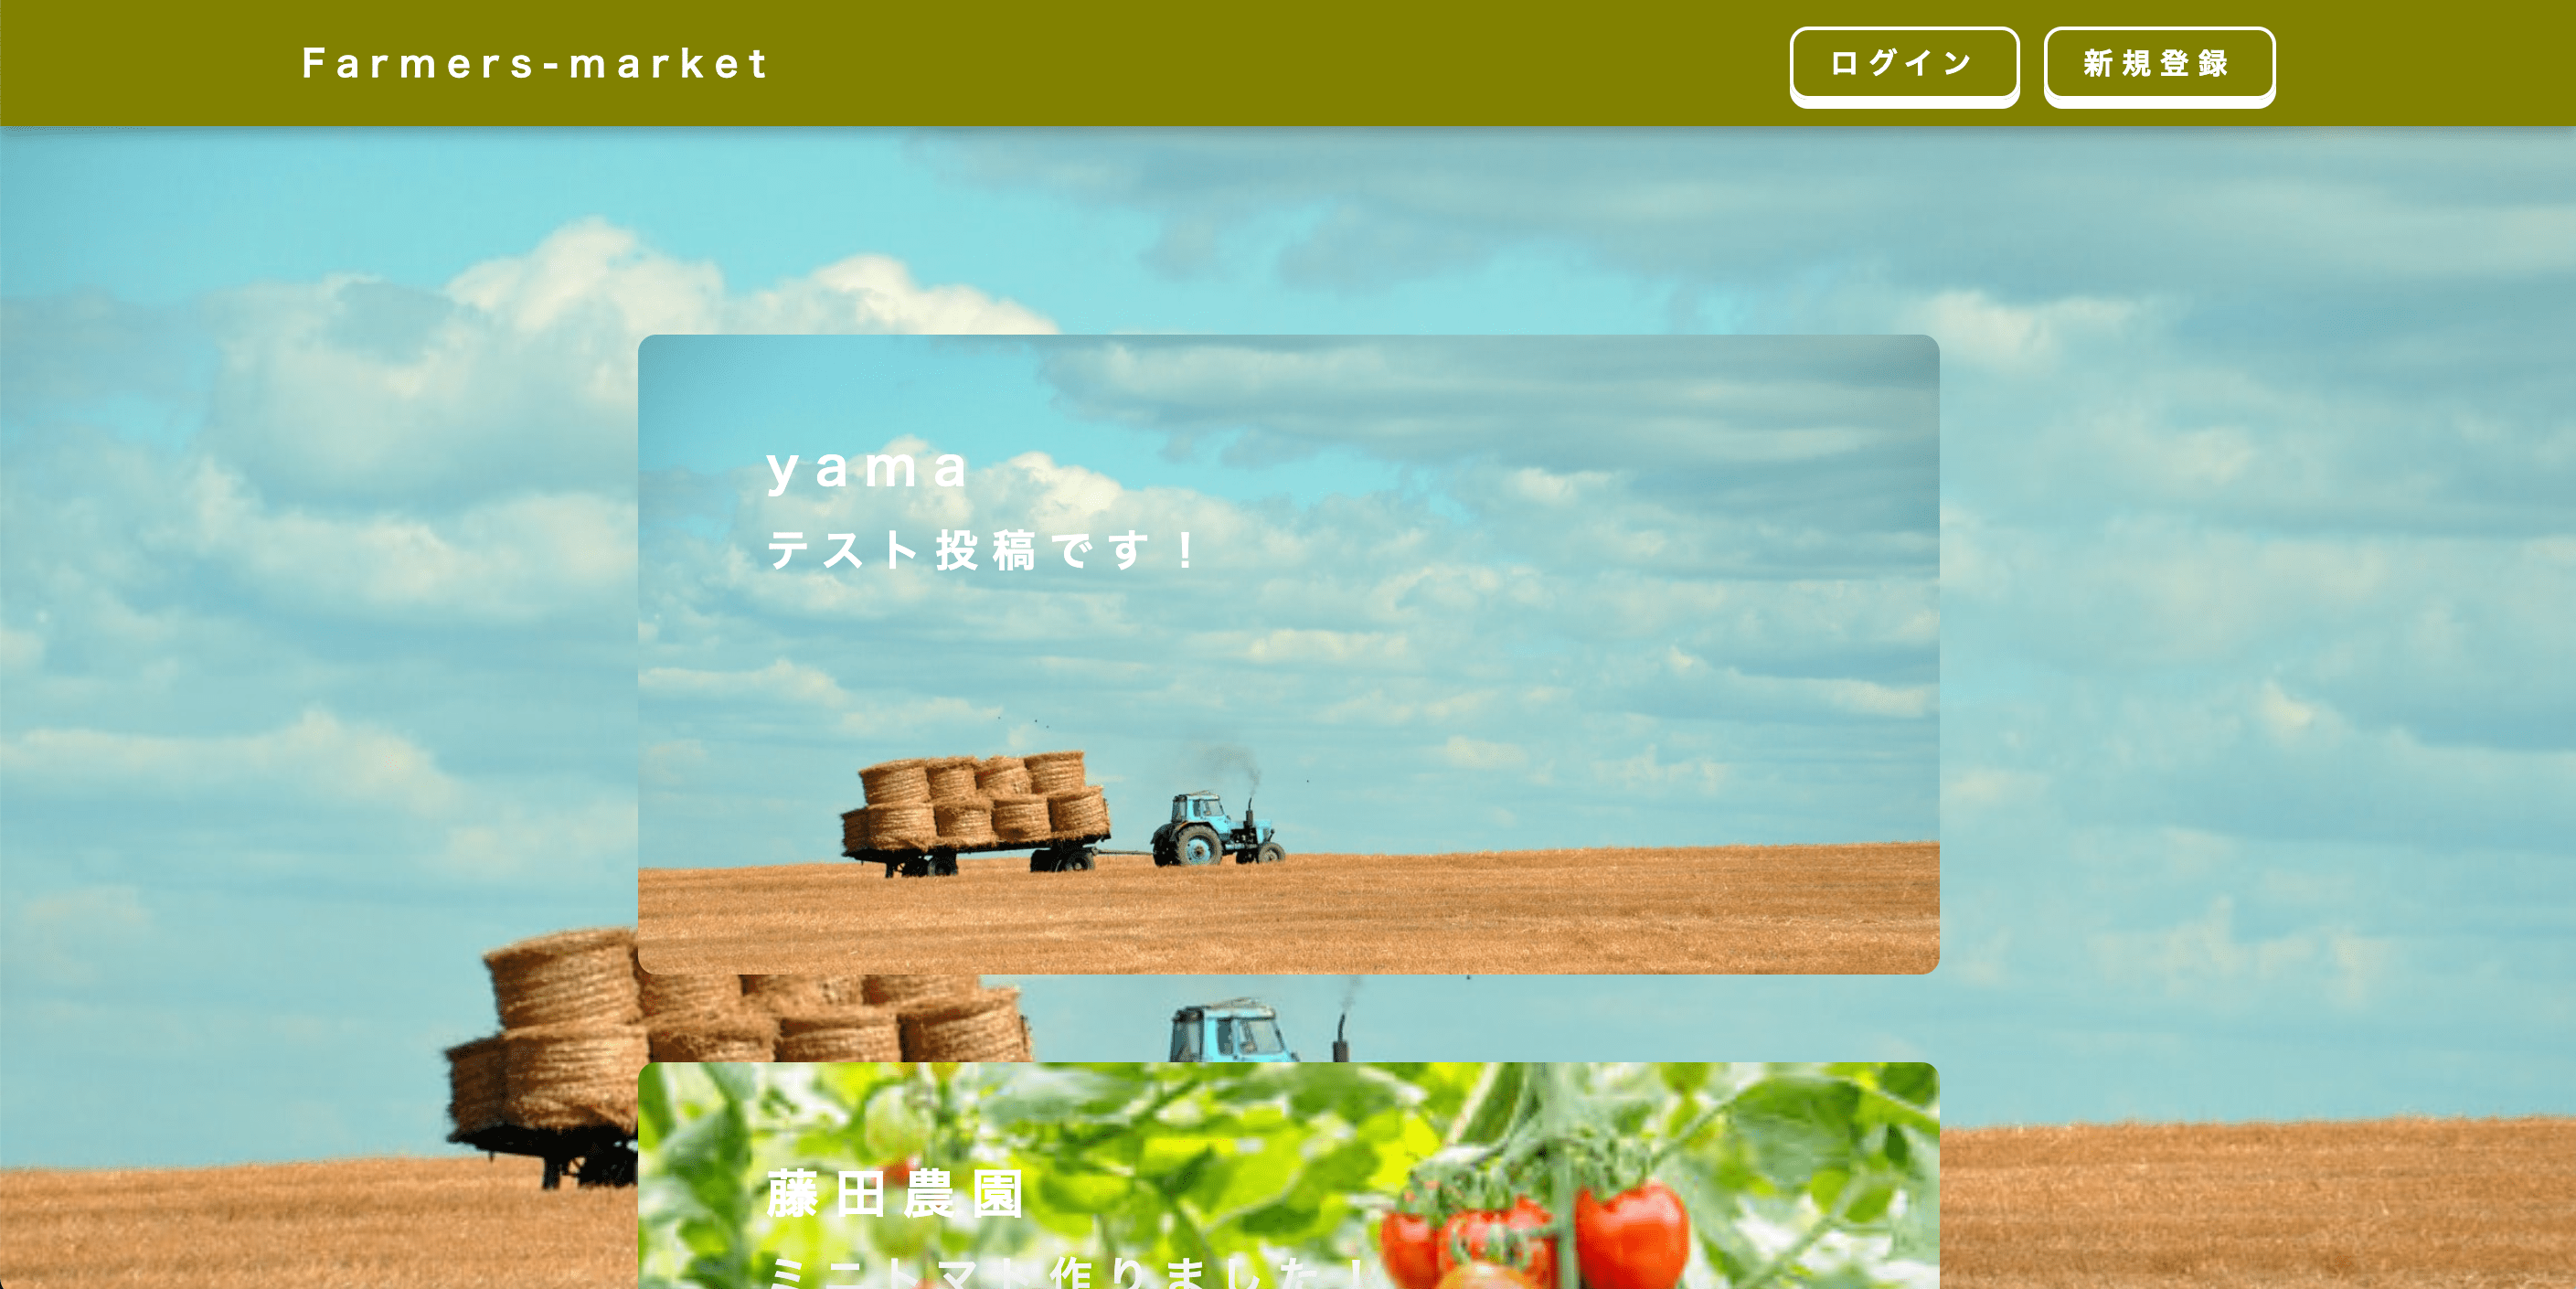 Farmers-market
ログイン
新規登録
yama
テスト投稿です！
藤田農園
ミニトマト作りました！